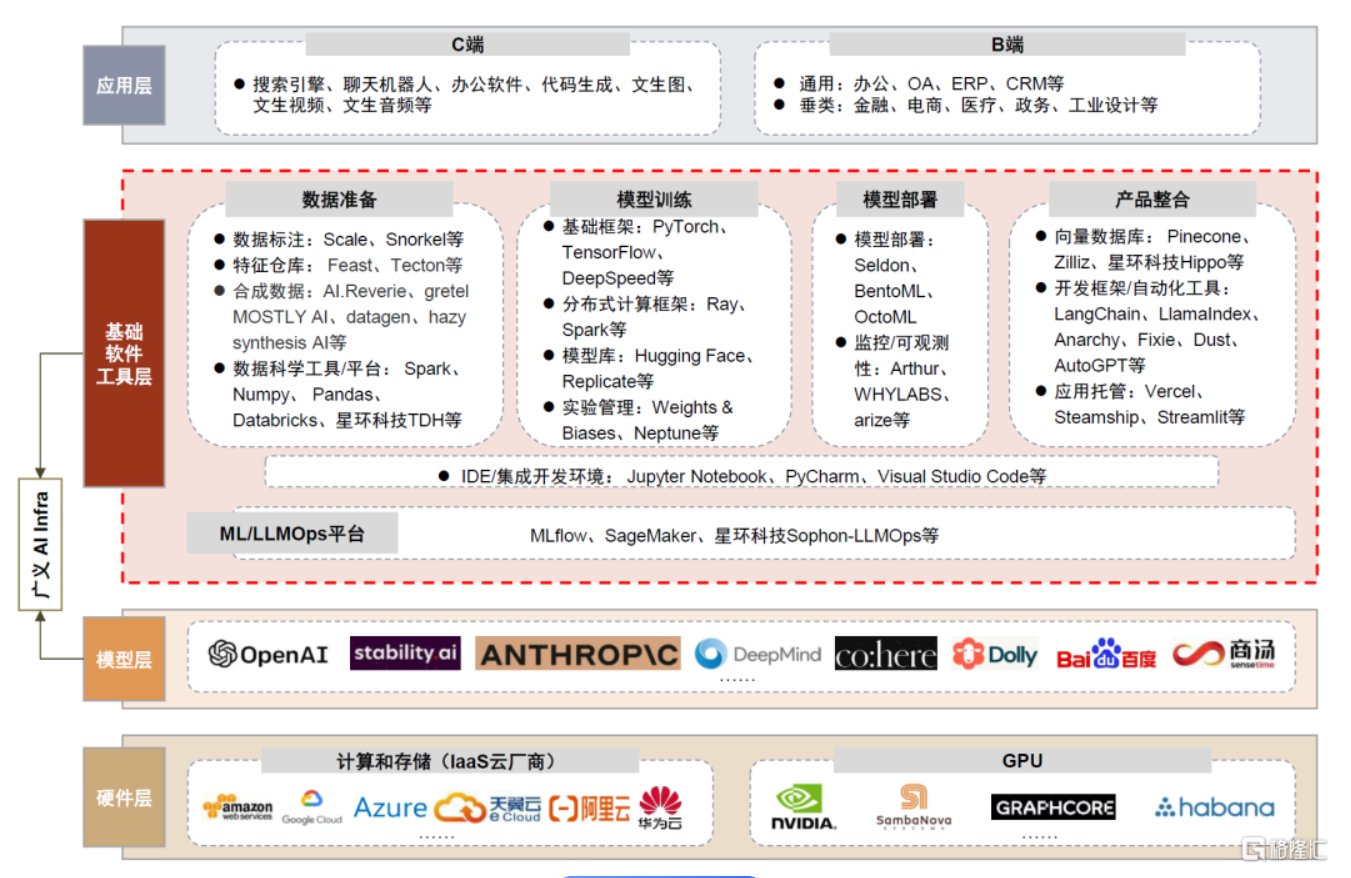 应用层
C端
● 搜索引擎、聊天机器人、办公软件、代码生成、文生图、
文生视频、文生音频等
B端
● 通用：办公、OA、ERP、CRM等
● 垂类：金融、电商、医疗、政务、工业设计等
基础
软件
工具层
数据准备
● 数据标注：Scale、Snorkel等
● 特征仓库：Feast、Tecton等
● 合成数据：AI.Reverie、gretel
MOSTLY AI、datagen、hazy
synthesis AI等
● 数据科学工具/平台： Spark、
Numpy、 Pandas、
Databricks、星环科技TDH等
模型训练
● 基础框架：PyTorch、
TensorFlow、
DeepSpeed等
● 分布式计算框架：Ray、
Spark等
● 模型库：Hugging Face、
Replicate等
● 实验管理：Weights &
Biases、Neptune等
模型部署
● 模型部署：
Seldon、
BentoML、
OctoML
● 监控/可观测
性：Arthur、
WHYLABS、
arize等
产品整合
● 向量数据库： Pinecone、
Zilliz、星环科技Hippo等
● 开发框架/自动化工具：
LangChain、LlamaIndex、
Anarchy、Fixie、Dust、
AutoGPT等
● 应用托管：Vercel、
Steamship、Streamlit等
● IDE/集成开发环境： Jupyter Notebook、PyCharm、Visual Studio Code等
ML/LLMOps平台
MLflow、SageMaker、星环科技Sophon-LLMOps等
广义 AI Infra
模型层
OpenAI
stability.ai
ANTHROP\C
DeepMind
co:here
Dolly
Bai du 百度
商汤
sensetime
......
硬件层
计算和存储（IaaS云厂商）
amazon
web services
Google Cloud
Azure
天翼云
e Cloud
阿里云
华为云
......
GPU
NVIDIA.
SambaNova
SYSTEMS
GRAPHCORE
habana
......
格隆汇